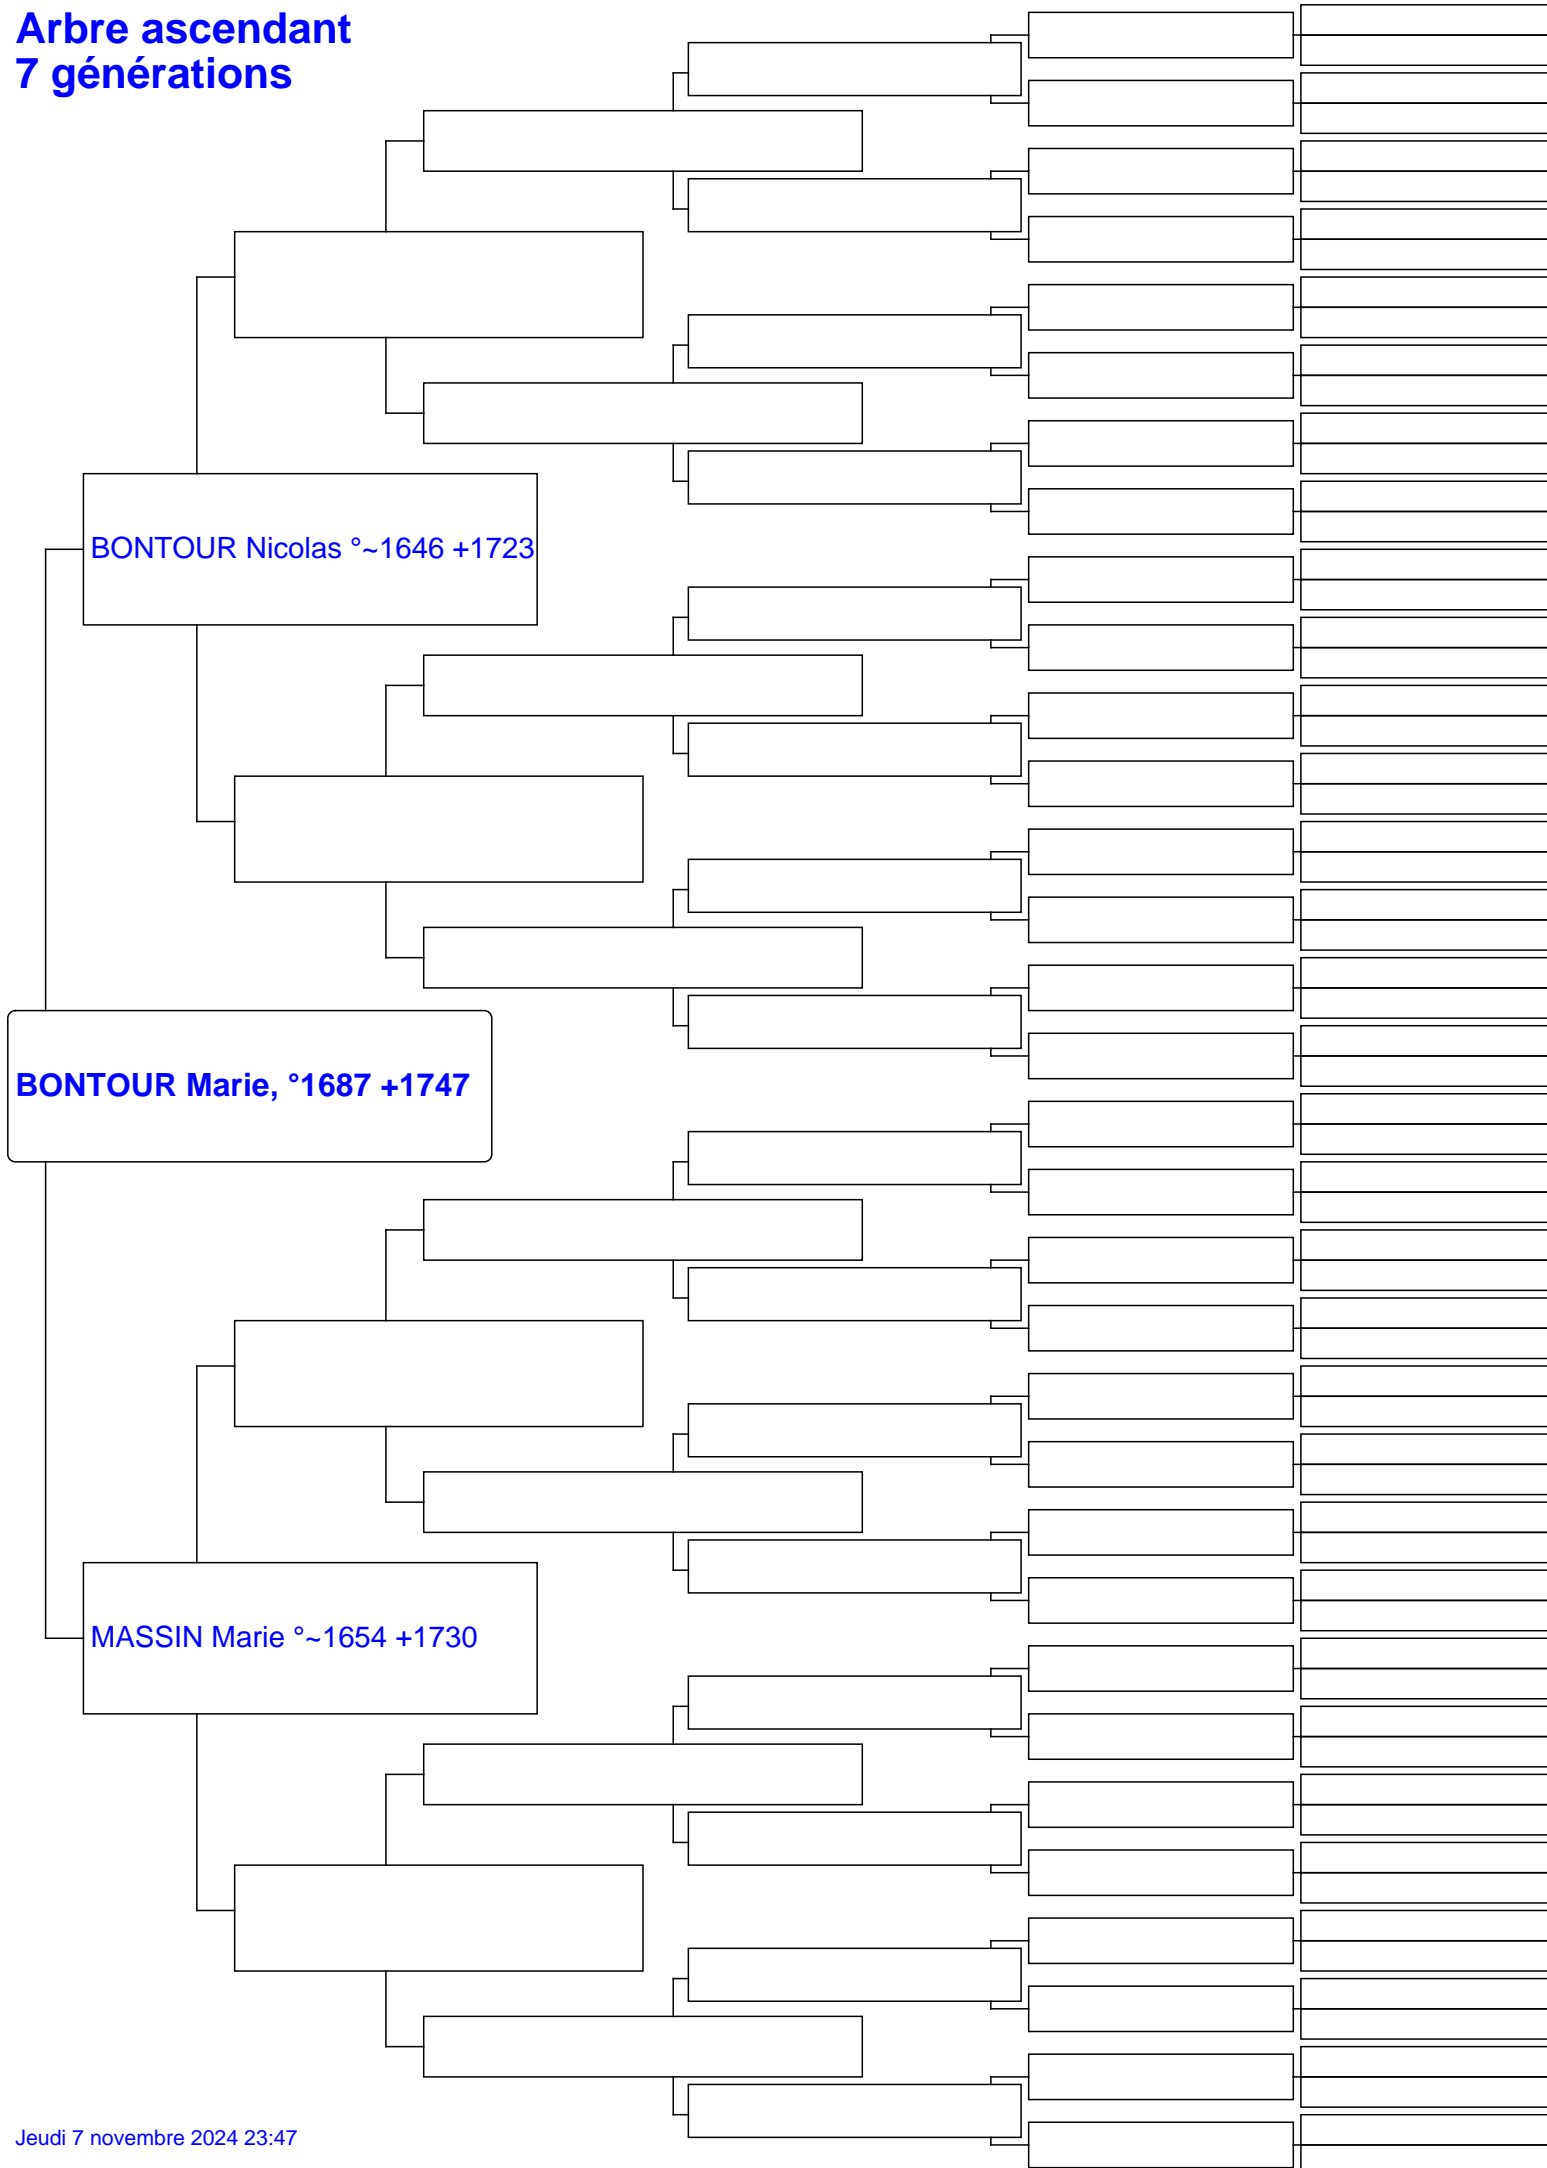 Arbre ascendant
7 générations
BONTOUR Nicolas °~1646 +1723
BONTOUR Marie, °1687 +1747
MASSIN Marie °~1654 +1730
Jeudi 7 novembre 2024 23:47